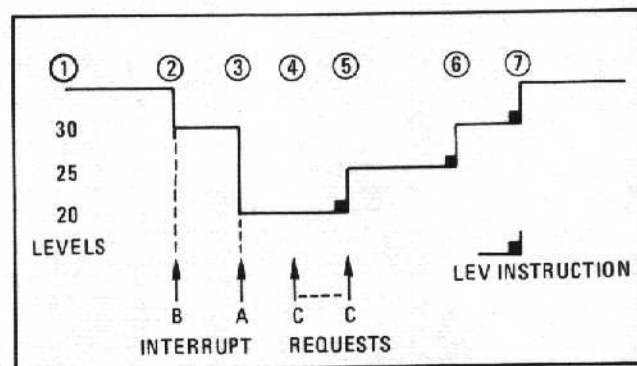 ① ② ③ ④ ⑤ ⑥ ⑦
30
25
20
LEVELS
LEV INSTRUCTION
B A C C
INTERRUPT REQUESTS